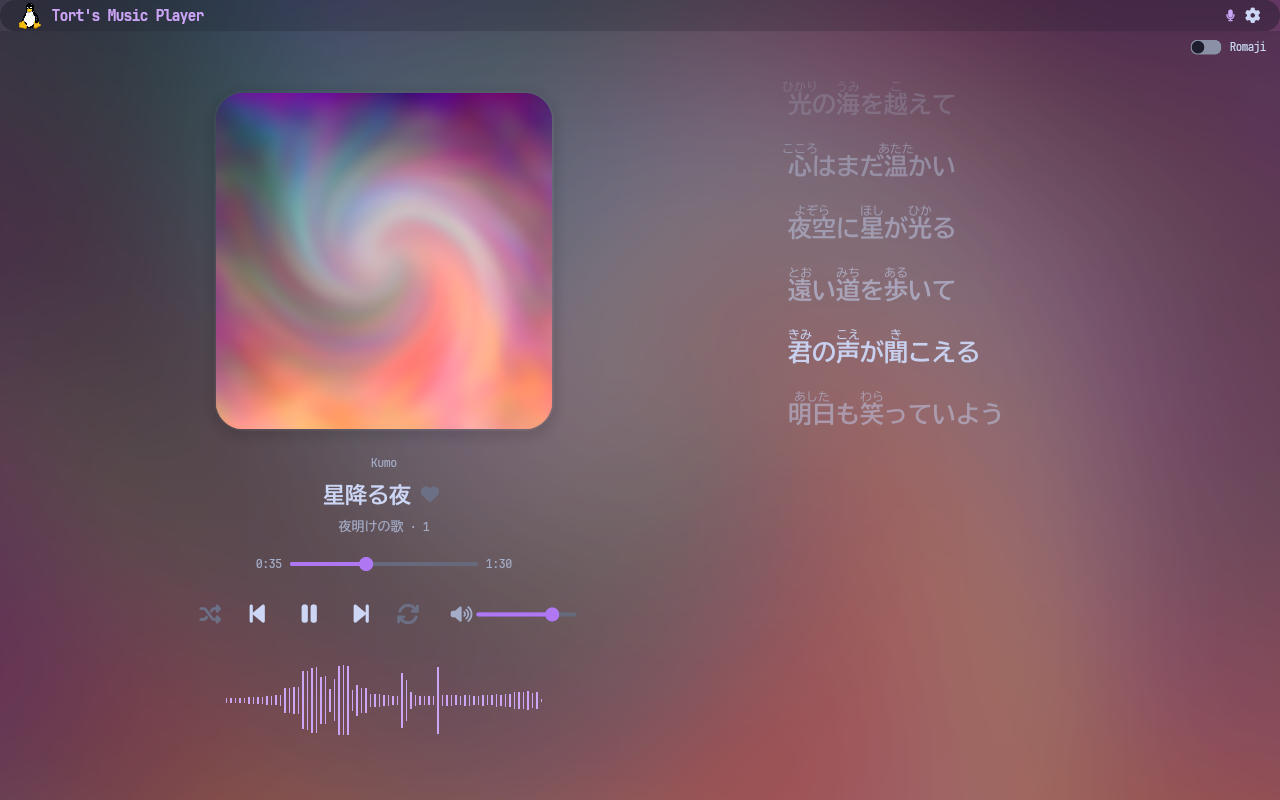 Tort's Music Player
Romaji
ひかり うみ こ
光の海を越えて
こころ あたた
心はまだ温かい
よぞら ほし ひか
夜空に星が光る
とお みち ある
遠い道を歩いて
きみ こえ き
君の声が聞こえる
あした わら
明日も笑っていよう
Kumo
星降る夜
夜明けの歌 · 1
0:35 1:30